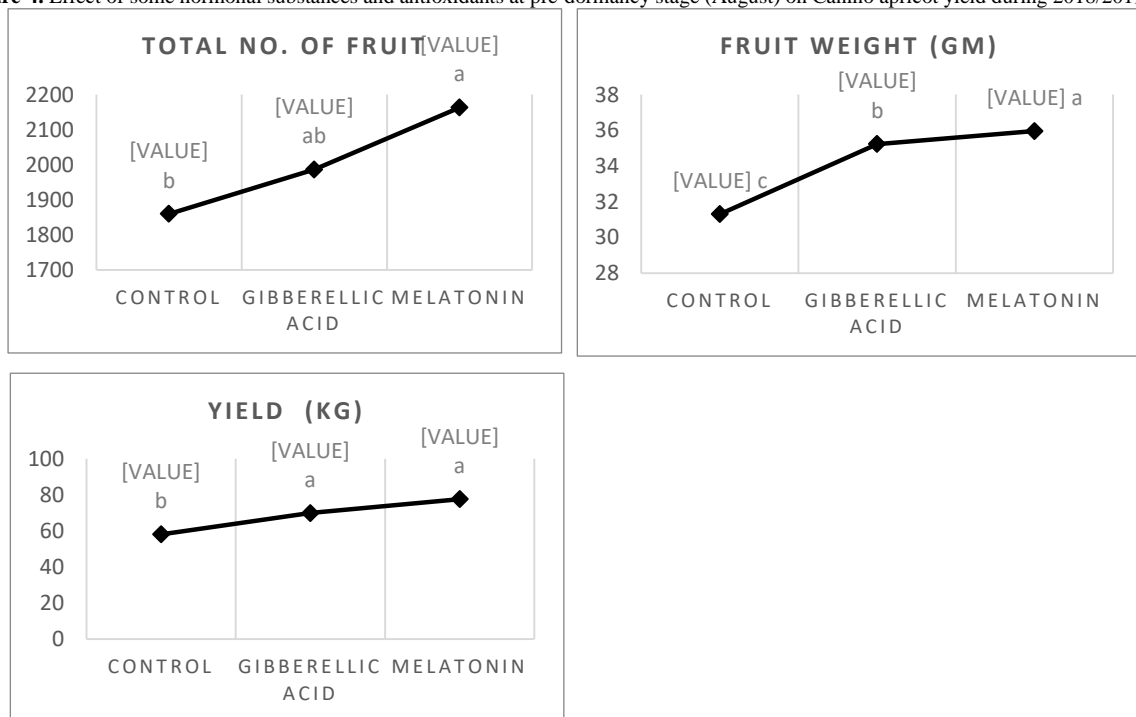 4. Effect of some hormonal substances and antioxidants at pre dormancy stage (August) on Canino apricot yield during
TOTAL NO. OF FRUIT
[VALUE]
a
[VALUE]
ab
[VALUE]
b
2200
2100
2000
1900
1800
1700
CONTROL GIBBERELLIC MELATONIN
ACID
FRUIT WEIGHT (GM)
[VALUE]
b
[VALUE] a
[VALUE] c
38
36
34
32
30
28
CONTROL GIBBERELLIC MELATONIN
ACID
YIELD (KG)
[VALUE]
a
[VALUE]
a
[VALUE]
b
100
80
60
40
20
0
CONTROL GIBBERELLIC MELATONIN
ACID